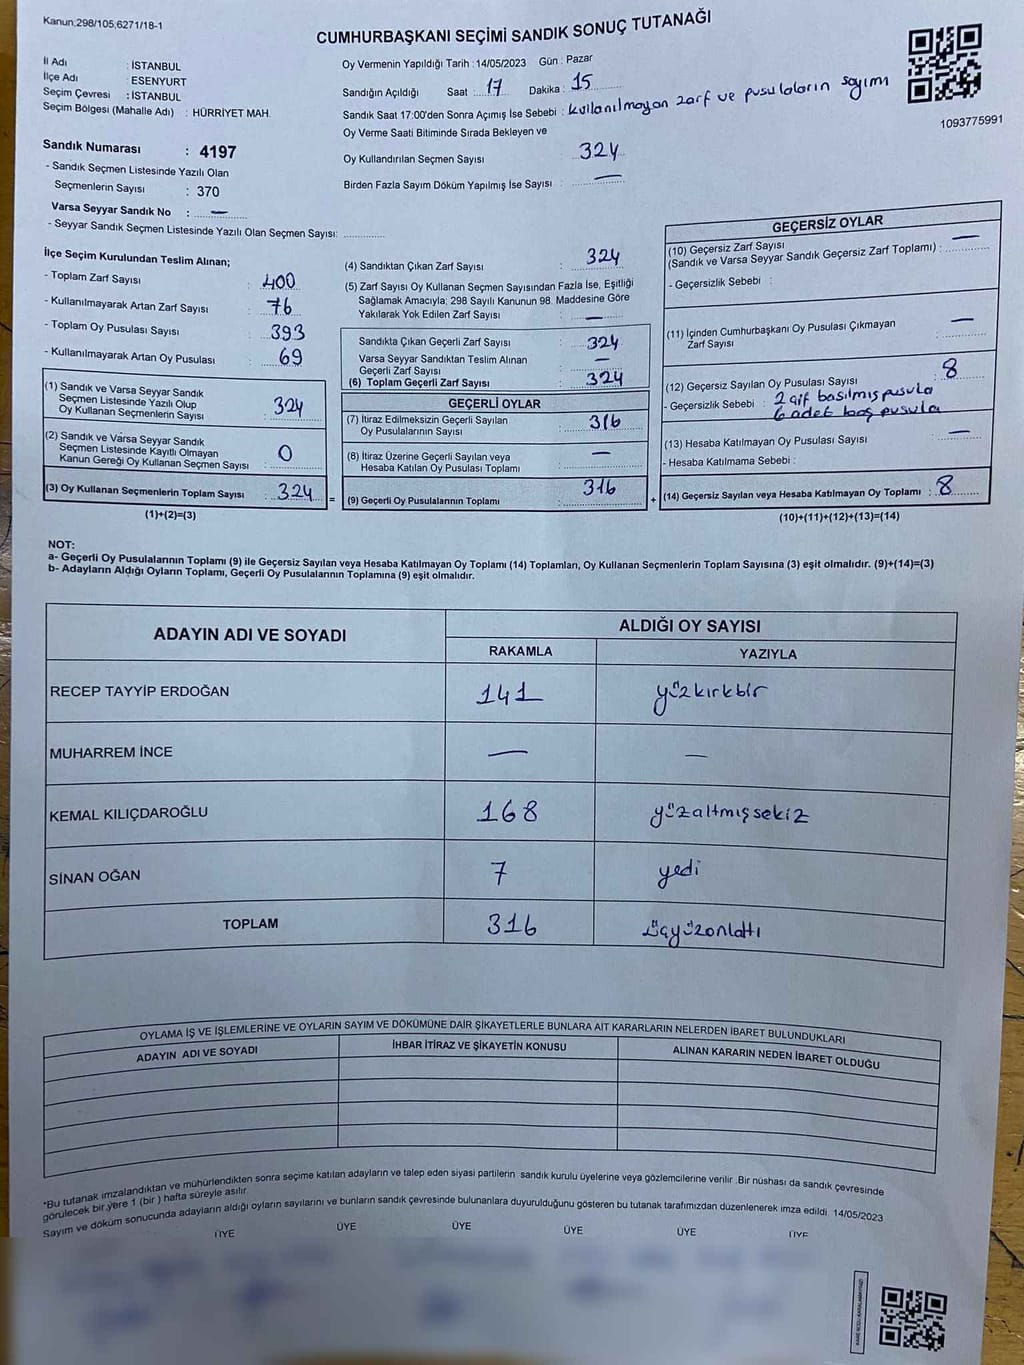 Kanun:298/105;6271/18-1
CUMHURBAŞKANI SEÇİMİ SANDIK SONUÇ TUTANAĞI
1093775991
İl Adı : İSTANBUL
İlçe Adı : ESENYURT
Seçim Çevresi : İSTANBUL
Seçim Bölgesi (Mahalle Adı) : HÜRRİYET MAH.
Sandık Numarası : 4197
- Sandık Seçmen Listesinde Yazılı Olan
Seçmenlerin Sayısı : 370
Varsa Seyyar Sandık No : —
- Seyyar Sandık Seçmen Listesinde Yazılı Olan Seçmen Sayısı:
Oy Vermenin Yapıldığı Tarih :14/05/2023 Gün : Pazar
Sandığın Açıldığı Saat : 17 Dakika : 15
Sandık Saat 17:00'den Sonra Açımış İse Sebebi : kullanılmayan zarf ve pusulaların sayımı
Oy Verme Saati Bitiminde Sırada Bekleyen ve
Oy Kullandırılan Seçmen Sayısı : 324
Birden Fazla Sayım Döküm Yapılmış İse Sayısı : —
İlçe Seçim Kurulundan Teslim Alınan;
- Toplam Zarf Sayısı : 400
- Kullanılmayarak Artan Zarf Sayısı : 76
- Toplam Oy Pusulası Sayısı : 393
- Kullanılmayarak Artan Oy Pusulası : 69
(1) Sandık ve Varsa Seyyar Sandık
Seçmen Listesinde Yazılı Olup
Oy Kullanan Seçmenlerin Sayısı : 324
(2) Sandık ve Varsa Seyyar Sandık
Seçmen Listesinde Kayıtlı Olmayan
Kanun Gereği Oy Kullanan Seçmen Sayısı : 0
(3) Oy Kullanan Seçmenlerin Toplam Sayısı : 324
(1)+(2)=(3)
(4) Sandıktan Çıkan Zarf Sayısı : 324
(5) Zarf Sayısı Oy Kullanan Seçmen Sayısından Fazla İse, Eşitliği
Sağlamak Amacıyla; 298 Sayılı Kanunun 98. Maddesine Göre
Yakılarak Yok Edilen Zarf Sayısı : —
Sandıkta Çıkan Geçerli Zarf Sayısı : 324
Varsa Seyyar Sandıktan Teslim Alınan
Geçerli Zarf Sayısı : —
(6) Toplam Geçerli Zarf Sayısı : 324
GEÇERLİ OYLAR
(7) İtiraz Edilmeksizin Geçerli Sayılan
Oy Pusulalarının Sayısı : 316
(8) İtiraz Üzerine Geçerli Sayılan veya
Hesaba Katılan Oy Pusulası Toplamı : —
= (9) Geçerli Oy Pusulalarının Toplamı : 316
GEÇERSİZ OYLAR
(10) Geçersiz Zarf Sayısı
(Sandık ve Varsa Seyyar Sandık Geçersiz Zarf Toplamı) : —
- Geçersizlik Sebebi :
(11) İçinden Cumhurbaşkanı Oy Pusulası Çıkmayan
Zarf Sayısı : —
(12) Geçersiz Sayılan Oy Pusulası Sayısı : 8
- Geçersizlik Sebebi : 2 çif basılmış pusula
6 adet boş pusula
(13) Hesaba Katılmayan Oy Pusulası Sayısı : —
- Hesaba Katılmama Sebebi :
+ (14) Geçersiz Sayılan veya Hesaba Katılmayan Oy Toplamı : 8
(10)+(11)+(12)+(13)=(14)
NOT:
a- Geçerli Oy Pusulalarının Toplamı (9) ile Geçersiz Sayılan veya Hesaba Katılmayan Oy Toplamı (14) Toplamları, Oy Kullanan Seçmenlerin Toplam Sayısına (3) eşit olmalıdır. (9)+(14)=(3)
b- Adayların Aldığı Oyların Toplamı, Geçerli Oy Pusulalarının Toplamına (9) eşit olmalıdır.
ADAYIN ADI VE SOYADI ALDIĞI OY SAYISI
RAKAMLA YAZIYLA
RECEP TAYYİP ERDOĞAN 141 yüzkırkbir
MUHARREM İNCE — —
KEMAL KILIÇDAROĞLU 168 yüzaltmışsekiz
SİNAN OĞAN 7 yedi
TOPLAM 316 üçyüzonlattı
OYLAMA İŞ VE İŞLEMLERİNE VE OYLARIN SAYIM VE DÖKÜMÜNE DAİR ŞİKAYETLERLE BUNLARA AİT KARARLARIN NELERDEN İBARET BULUNDUKLARI
ADAYIN ADI VE SOYADI İHBAR İTİRAZ VE ŞİKAYETİN KONUSU ALINAN KARARIN NEDEN İBARET OLDUĞU
*Bu tutanak imzalandıktan ve mühürlendikten sonra seçime katılan adayların ve talep eden siyasi partilerin sandık kurulu üyelerine veya gözlemcilerine verilir .Bir nüshası da sandık çevresinde
görülecek bir yere 1 (bir ) hafta süreyle asılır.
Sayım ve döküm sonucunda adayların aldığı oyların sayılarını ve bunların sandık çevresinde bulunanlara duyurulduğunu gösteren bu tutanak tarafımızdan düzenlenerek imza edildi. 14/05/2023
ÜYE ÜYE ÜYE ÜYE ÜYE ÜYE